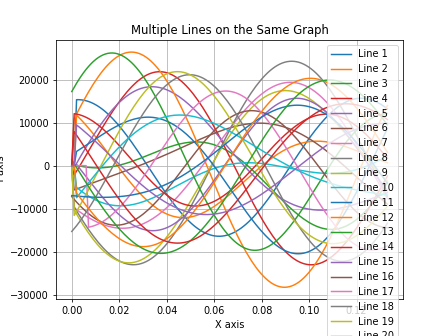 Multiple Lines on the Same Graph
20000
10000
0
-10000
-20000
-30000
0.00
0.02
0.04
0.06
0.08
0.10
X axis
Line 1
Line 2
Line 3
Line 4
Line 5
Line 6
Line 7
Line 8
Line 9
Line 10
Line 11
Line 12
Line 13
Line 14
Line 15
Line 16
Line 17
Line 18
Line 19
Line 20